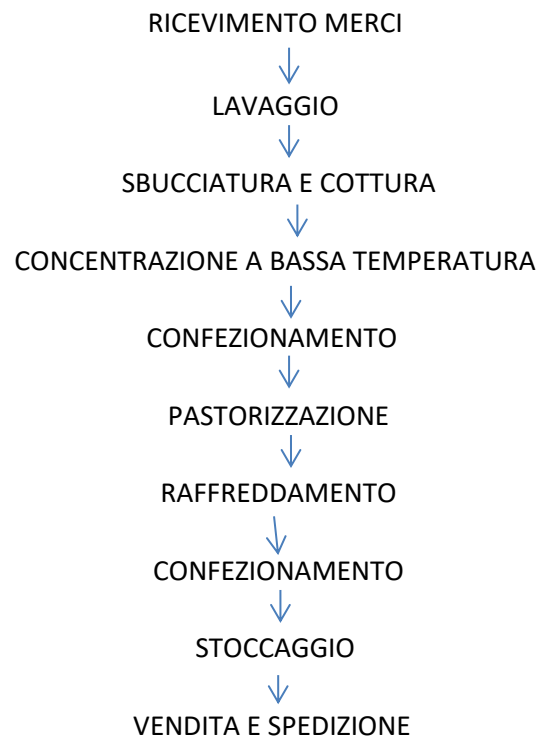 RICEVIMENTO MERCI
LAVAGGIO
SBUCCIATURA E COTTURA
CONCENTRAZIONE A BASSA TEMPERATURA
CONFEZIONAMENTO
PASTORIZZAZIONE
RAFFREDDAMENTO
CONFEZIONAMENTO
STOCCAGGIO
VENDITA E SPEDIZIONE